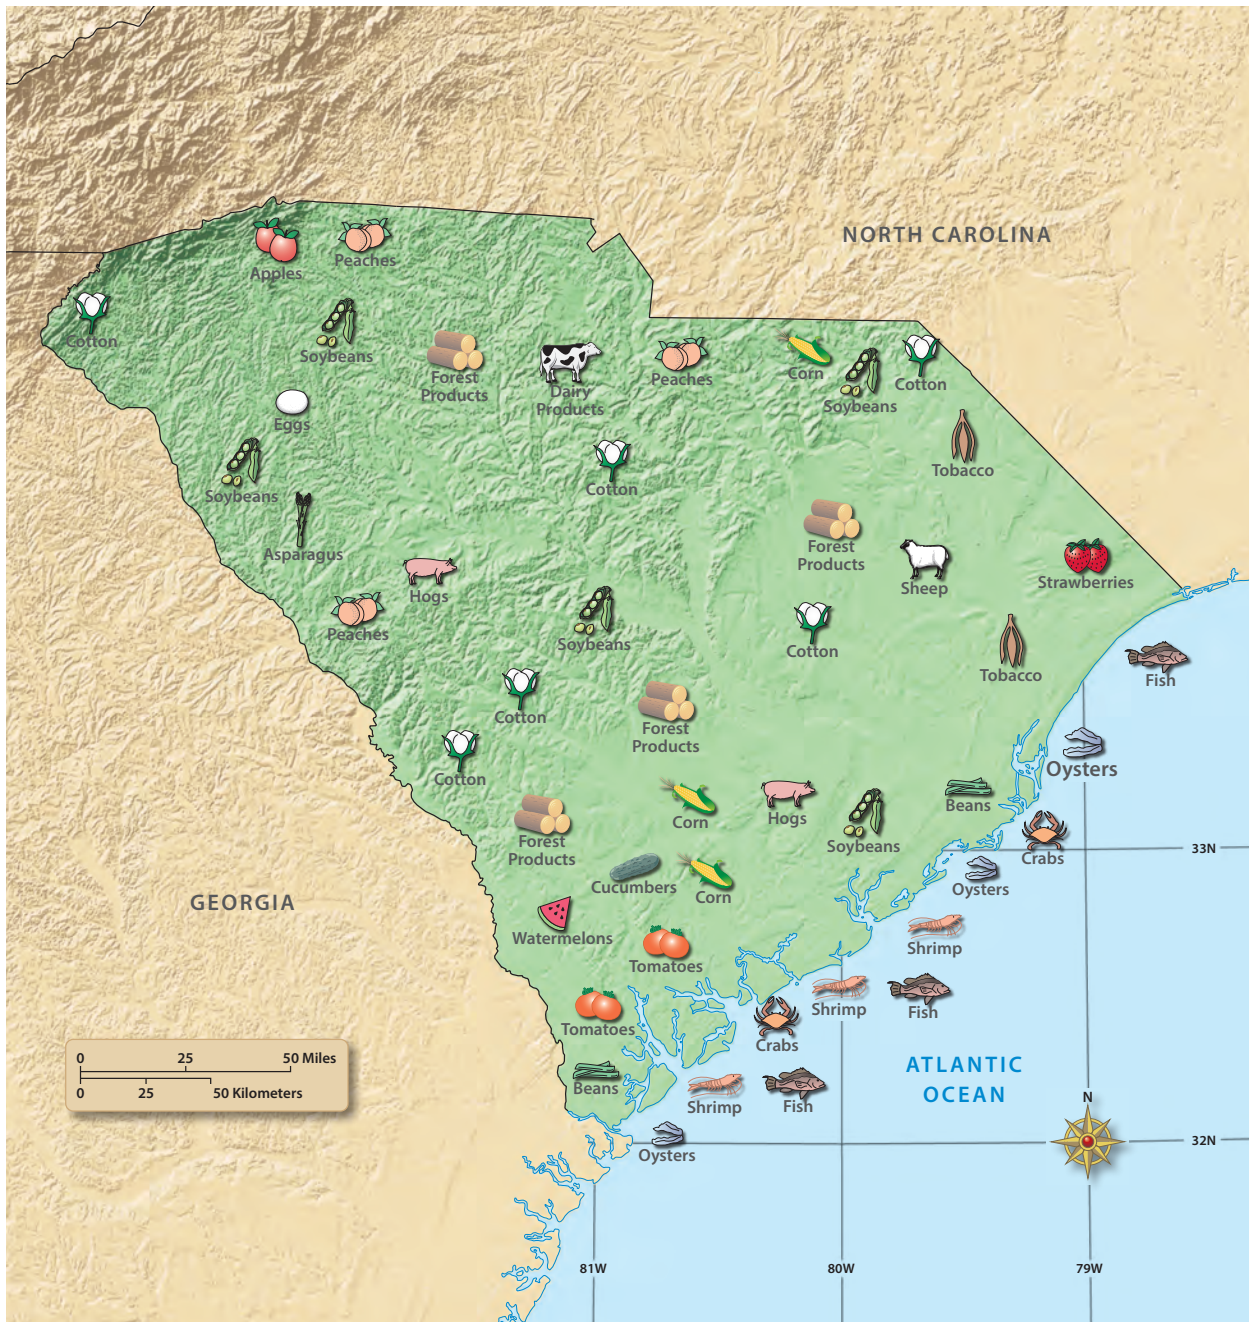 NORTH CAROLINA
Apples
Peaches
Cotton
Soybeans
Forest
Products
Dairy
Products
Peaches
Corn
Soybeans
Cotton
Eggs
Tobacco
Soybeans
Cotton
Asparagus
Forest
Products
Sheep
Strawberries
Hogs
Peaches
Soybeans
Cotton
Tobacco
Fish
Cotton
Forest
Products
Cotton
Oysters
Corn
Hogs
Beans
Soybeans
Forest
Products
Crabs
33N
Cucumbers
Corn
Oysters
GEORGIA
Watermelons
Tomatoes
Shrimp
Shrimp
Fish
Tomatoes
Crabs
0 25 50 Miles
0 25 50 Kilometers
ATLANTIC
OCEAN
Beans
Shrimp
Fish
N
32N
Oysters
81W 80W 79W